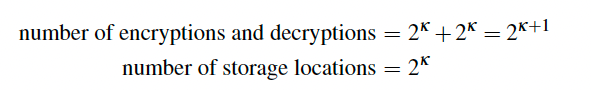 number of encryptions and decryptions = 2^κ + 2^κ = 2^{κ+1}
number of storage locations = 2^κ